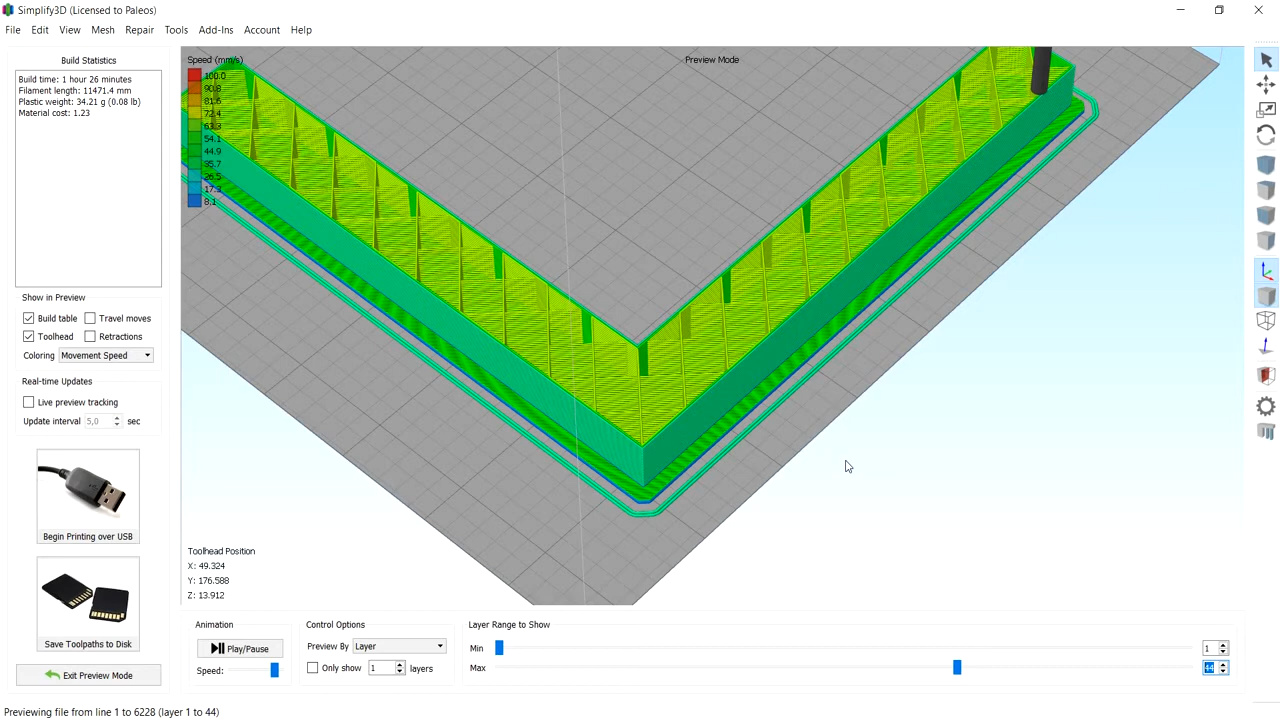 Simplify3D (Licensed to Paleos)
File Edit View Mesh Repair Tools Add-Ins Account Help
Build Statistics
Build time: 1 hour 26 minutes
Filament length: 11471.4 mm
Plastic weight: 34.21 g (0.08 lb)
Material cost: 1.23
Show in Preview
Build table Travel moves
Toolhead Retractions
Coloring Movement Speed
Real-time Updates
Live preview tracking
Update interval 5,0 sec
Begin Printing over USB
Save Toolpaths to Disk
Exit Preview Mode
Speed (mm/s)
100.0
90.8
81.6
72.4
63.3
54.1
44.9
35.7
26.5
17.3
8.1
Preview Mode
Toolhead Position
X: 49.324
Y: 176.588
Z: 13.912
Animation
Play/Pause
Speed:
Control Options
Preview By Layer
Only show 1 layers
Layer Range to Show
Min 1
Max 44
Previewing file from line 1 to 6228 (layer 1 to 44)